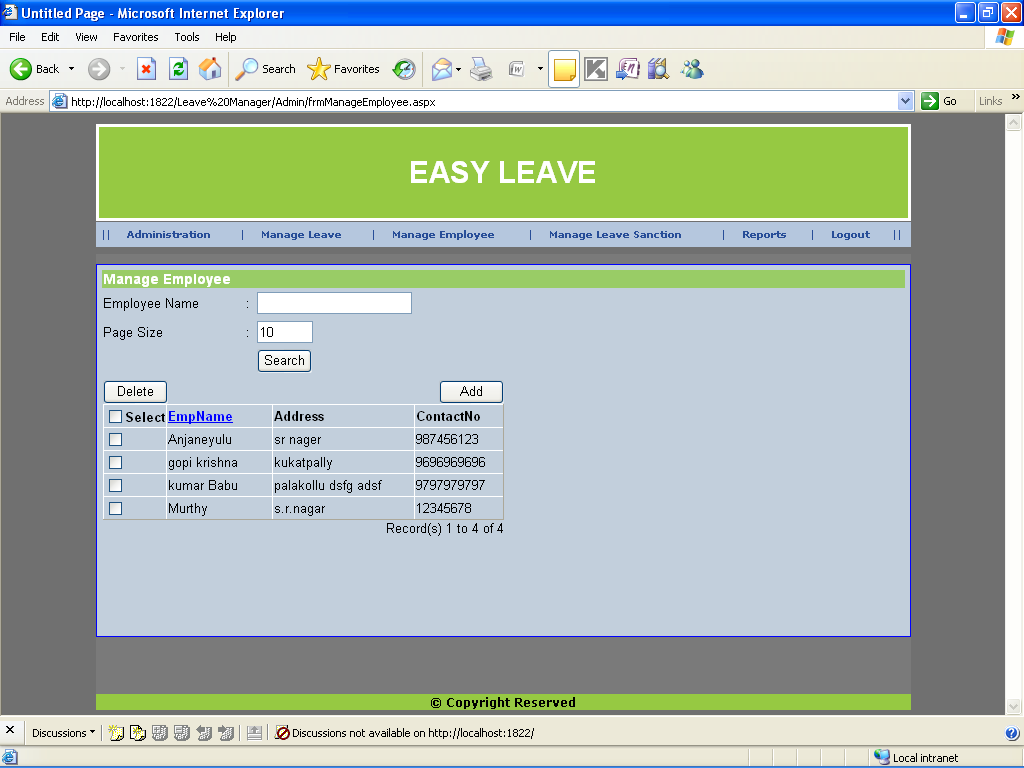 Untitled Page - Microsoft Internet Explorer
File Edit View Favorites Tools Help
Back Search Favorites
Address http://localhost:1822/Leave%20Manager/Admin/frmManageEmployee.aspx Go Links »
EASY LEAVE
|| Administration | Manage Leave | Manage Employee | Manage Leave Sanction | Reports | Logout ||
Manage Employee
Employee Name :
Page Size : 10
Search
Delete Add
Select EmpName Address ContactNo
Anjaneyulu sr nager 987456123
gopi krishna kukatpally 9696969696
kumar Babu palakollu dsfg adsf 9797979797
Murthy s.r.nagar 12345678
Record(s) 1 to 4 of 4
© Copyright Reserved
Discussions Discussions not available on http://localhost:1822/
Local intranet